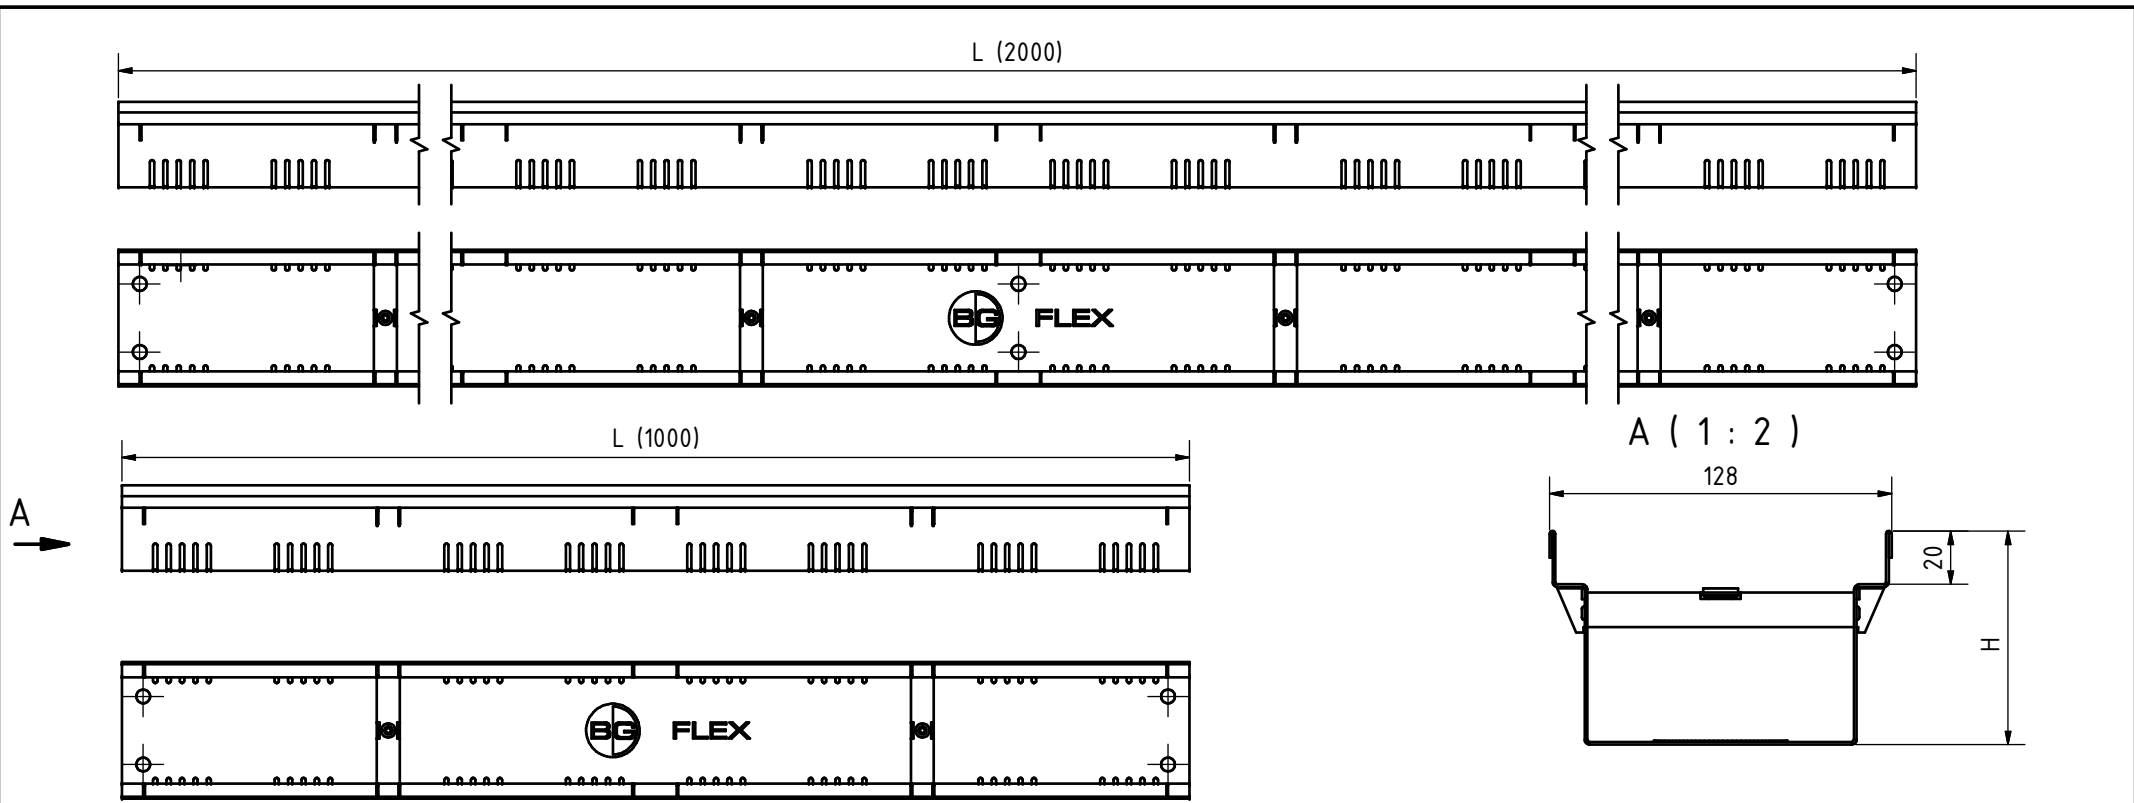 L (2000)
BG FLEX
A ( 1 : 2 )
L (1000)
128
A
20
H
BG FLEX